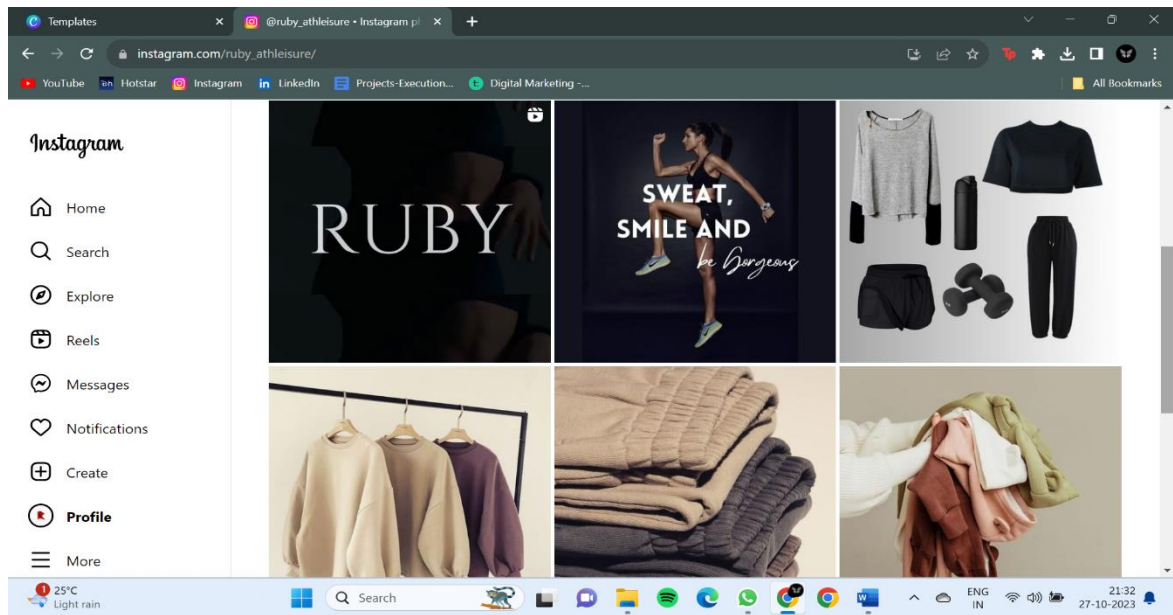 Templates
@ruby_athleisure • Instagram ph
instagram.com/ruby_athleisure/
YouTube Hotstar Instagram LinkedIn Projects-Execution... Digital Marketing -... All Bookmarks
Instagram
Home
Search
Explore
Reels
Messages
Notifications
Create
Profile
More
RUBY
SWEAT,
SMILE AND
be Gorgeous
1
25°C
Light rain
Search
ENG
IN
21:32
27-10-2023